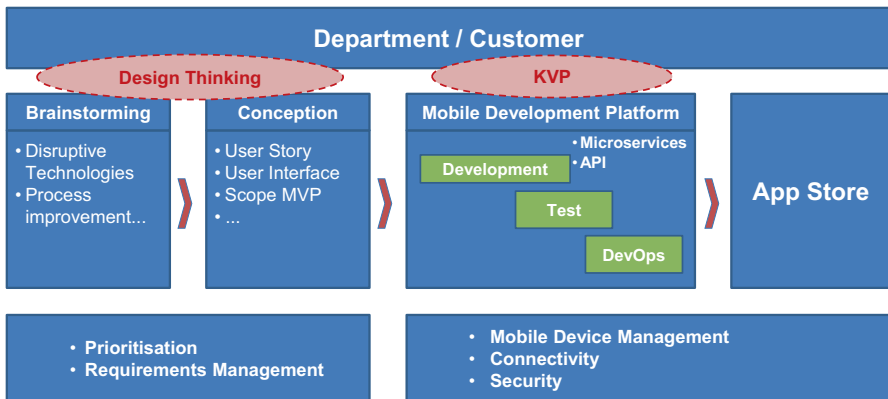 Department / Customer
Design Thinking
KVP
Brainstorming
• Disruptive
Technologies
• Process
improvement...
Conception
• User Story
• User Interface
• Scope MVP
• ...
Mobile Development Platform
• Microservices
• API
Development
Test
DevOps
App Store
• Prioritisation
• Requirements Management
• Mobile Device Management
• Connectivity
• Security